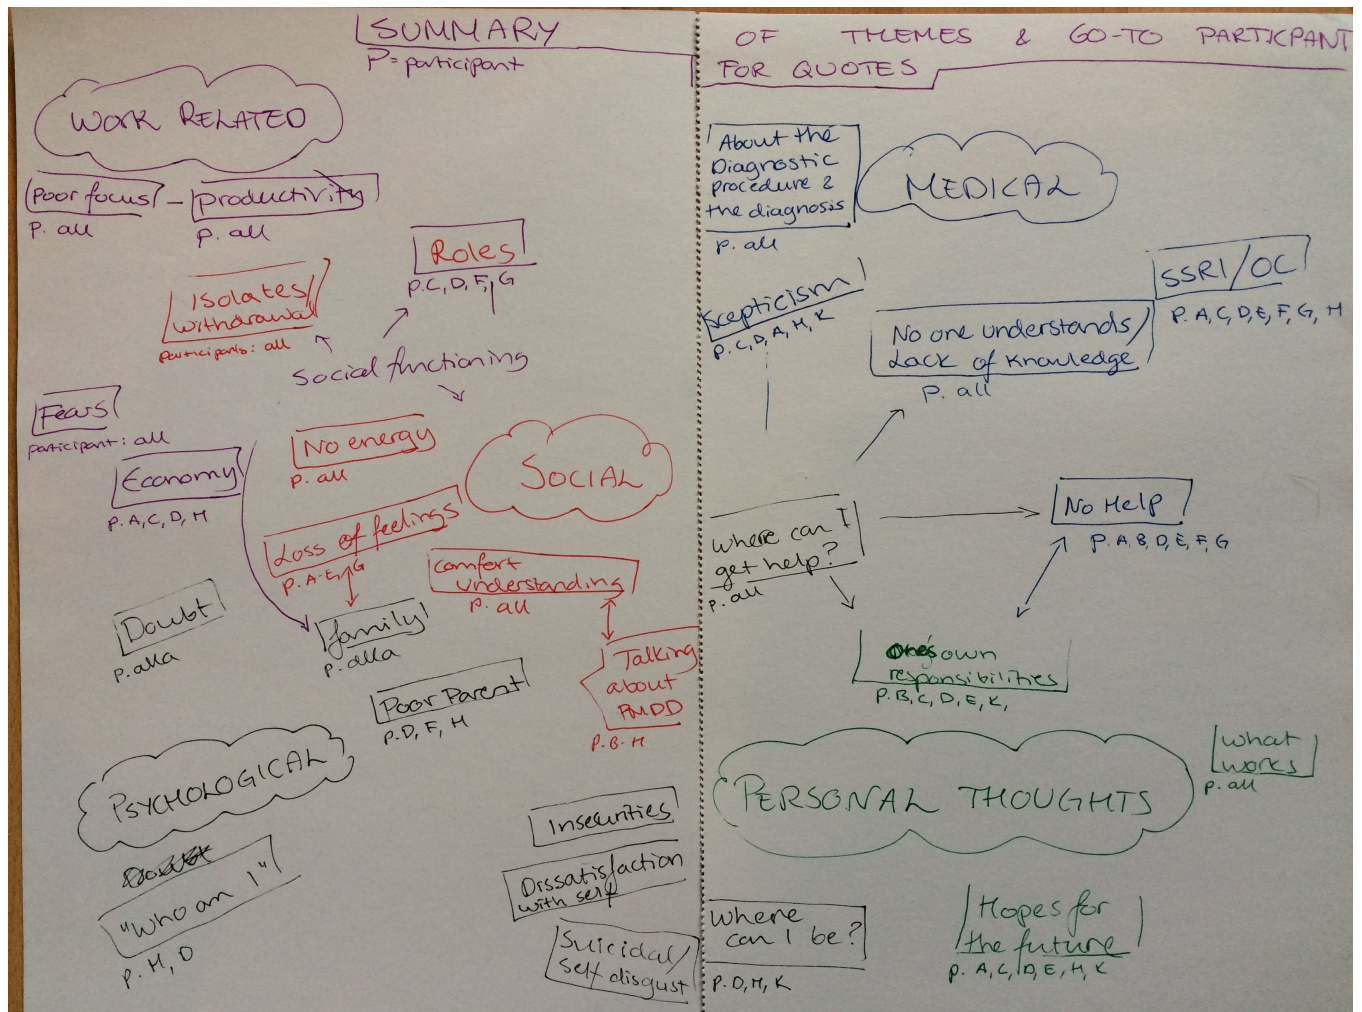 SUMMARY OF THEMES & GO-TO PARTICPANT
P = participant
FOR QUOTES
WORK RELATED
Poor focus - productivity
P. all
P. all
Roles
P. C, D, F, G
Isolates/
withdrawal
participants: all
Social functioning
Fears
participant: all
Economy
P. A, C, D, H
No energy
P. all
SOCIAL
Loss of feelings
P. A-E, G
comfort
understanding
P. all
Doubt
P. alla
family
P. alla
Talking
about
PMDD
P. B-H
Poor Parent
P. D, F, H
PSYCHOLOGICAL
"Who am I"
P. H, D
Insecurities
Dissatisfaction
with self
Suicidal/
self disgust
About the
Diagnostic
procedure &
the diagnosis
P. all
MEDICAL
Scepticism
P. C, D, A, H, K
SSRI/OC
P. A, C, D, E, F, G, H
No one understands/
Lack of knowledge
P. all
where can I
get help?
P. all
No Help
P. A, B, D, E, F, G
One's own
responsibilities
P. B, C, D, E, K,
PERSONAL THOUGHTS
what
works
P. all
Where
can I be?
P. D, H, K
Hopes for
the future
P. A, C, D, E, H, K